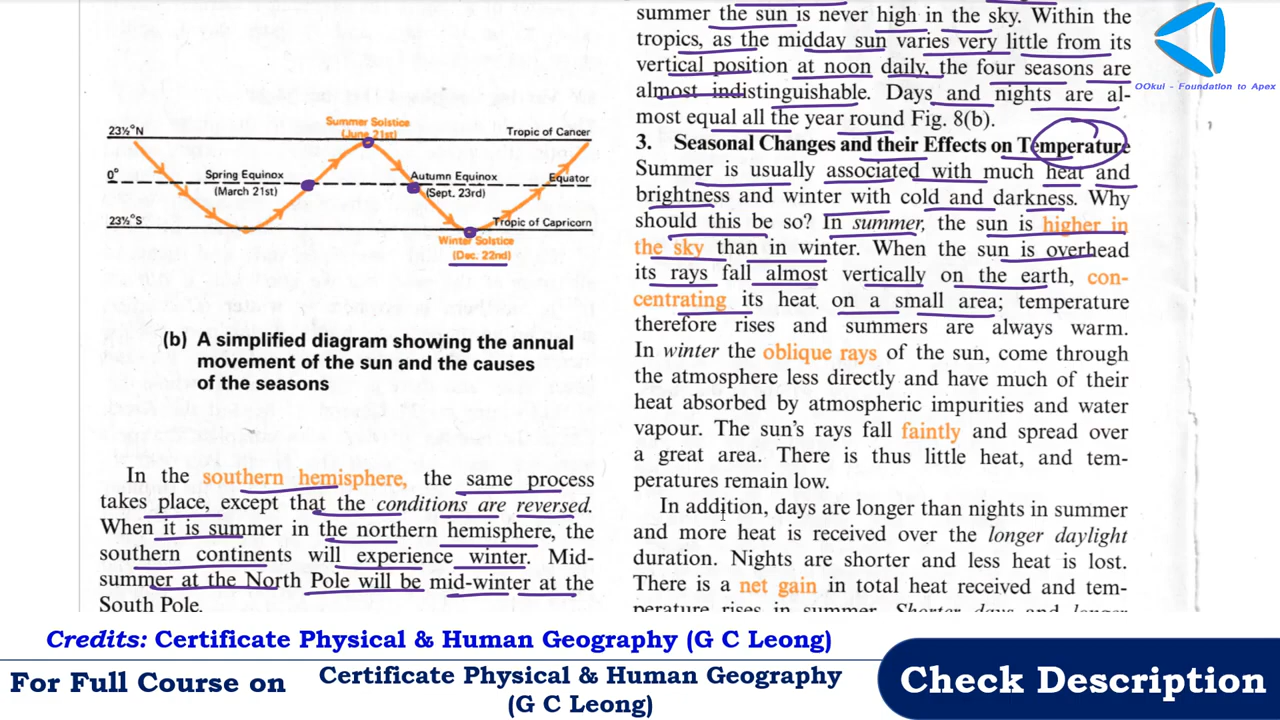 23½°N
Summer Solstice
(June 21st)
Tropic of Cancer
0°
Spring Equinox
(March 21st)
Autumn Equinox
(Sept. 23rd)
Equator
23½°S
Tropic of Capricorn
Winter Solstice
(Dec. 22nd)
(b) A simplified diagram showing the annual
movement of the sun and the causes
of the seasons
In the southern hemisphere, the same process
takes place, except that the conditions are reversed.
When it is summer in the northern hemisphere, the
southern continents will experience winter. Mid-
summer at the North Pole will be mid-winter at the
South Pole.
summer the sun is never high in the sky. Within the
tropics, as the midday sun varies very little from its
vertical position at noon daily, the four seasons are
almost indistinguishable. Days and nights are al-
most equal all the year round Fig. 8(b).
3. Seasonal Changes and their Effects on Temperature
Summer is usually associated with much heat and
brightness and winter with cold and darkness. Why
should this be so? In summer, the sun is higher in
the sky than in winter. When the sun is overhead
its rays fall almost vertically on the earth, con-
centrating its heat on a small area; temperature
therefore rises and summers are always warm.
In winter the oblique rays of the sun, come through
the atmosphere less directly and have much of their
heat absorbed by atmospheric impurities and water
vapour. The sun's rays fall faintly and spread over
a great area. There is thus little heat, and tem-
peratures remain low.
In addition, days are longer than nights in summer
and more heat is received over the longer daylight
duration. Nights are shorter and less heat is lost.
There is a net gain in total heat received and tem-
perature rises in summer. Shorter days and longer
OOkul - Foundation to Apex
Credits: Certificate Physical & Human Geography (G C Leong)
For Full Course on
Certificate Physical & Human Geography
(G C Leong)
Check Description